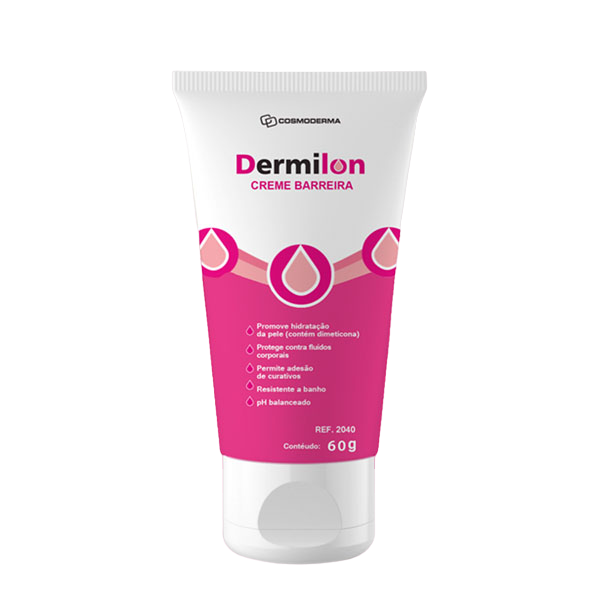 COSMODERMA
Dermilon
CREME BARREIRA
Promove hidratação
da pele (contém dimeticona)
Protege contra fluidos
corporais
Permite adesão
de curativos
Resistente a banho
pH balanceado
REF. 2040
Contéudo: 60g